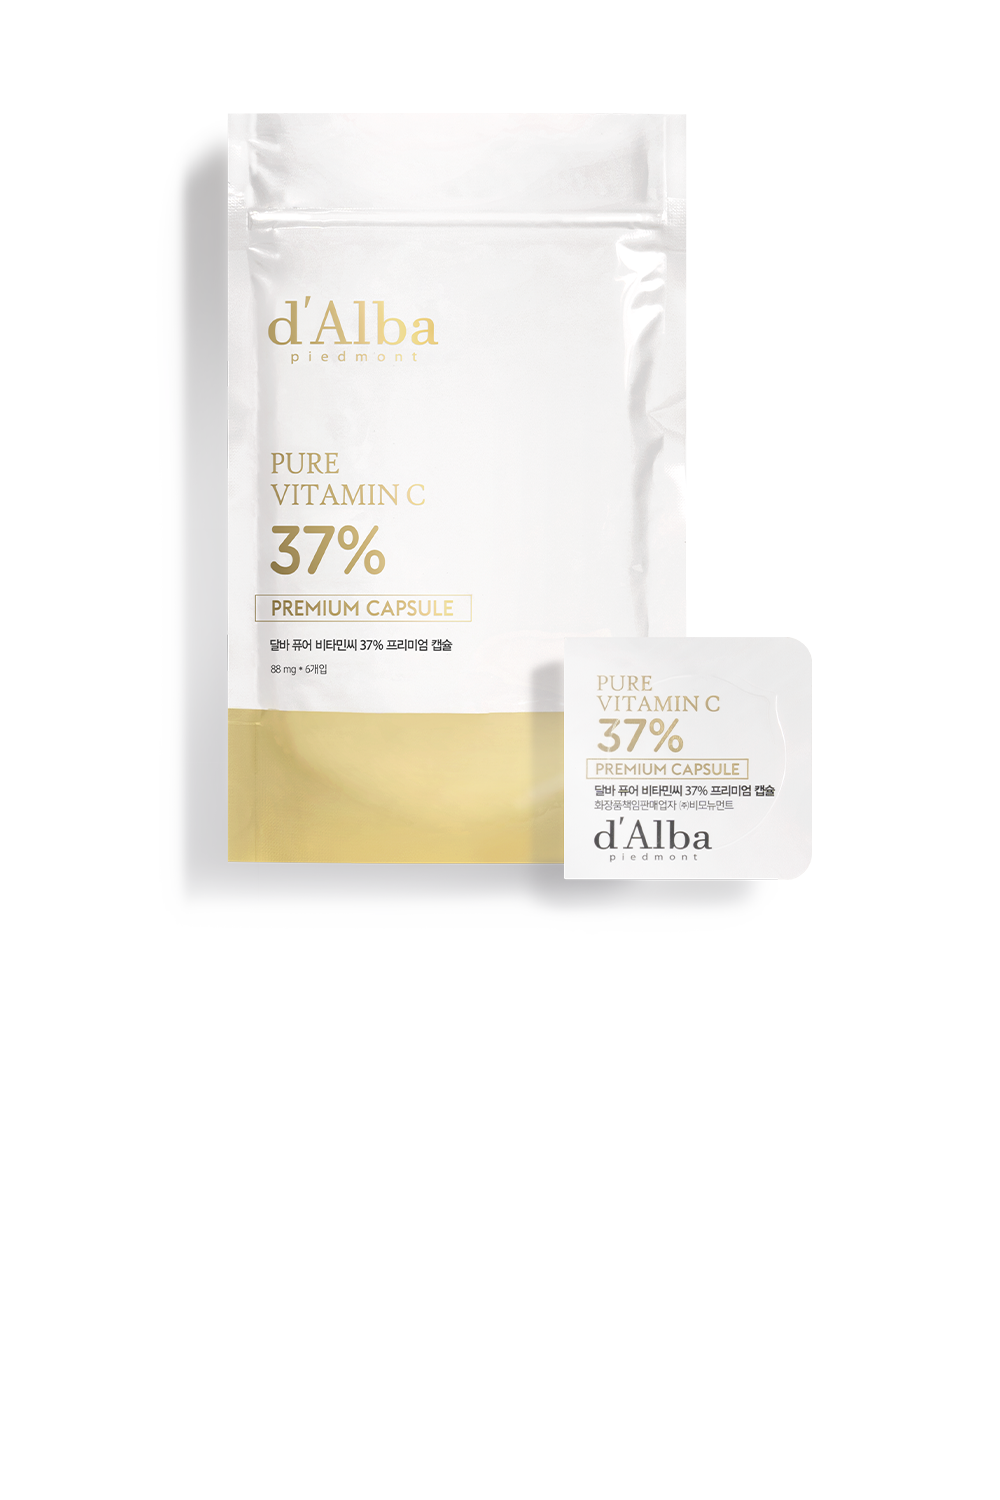 d'Alba
piedmont
PURE
VITAMIN C
37%
PREMIUM CAPSULE
달바 퓨어 비타민씨 37% 프리미엄 캡슐
88 mg * 6개입
PURE
VITAMIN C
37%
PREMIUM CAPSULE
달바 퓨어 비타민씨 37% 프리미엄 캡슐
화장품책임판매업자 ㈜비모뉴먼트
d'Alba
piedmont